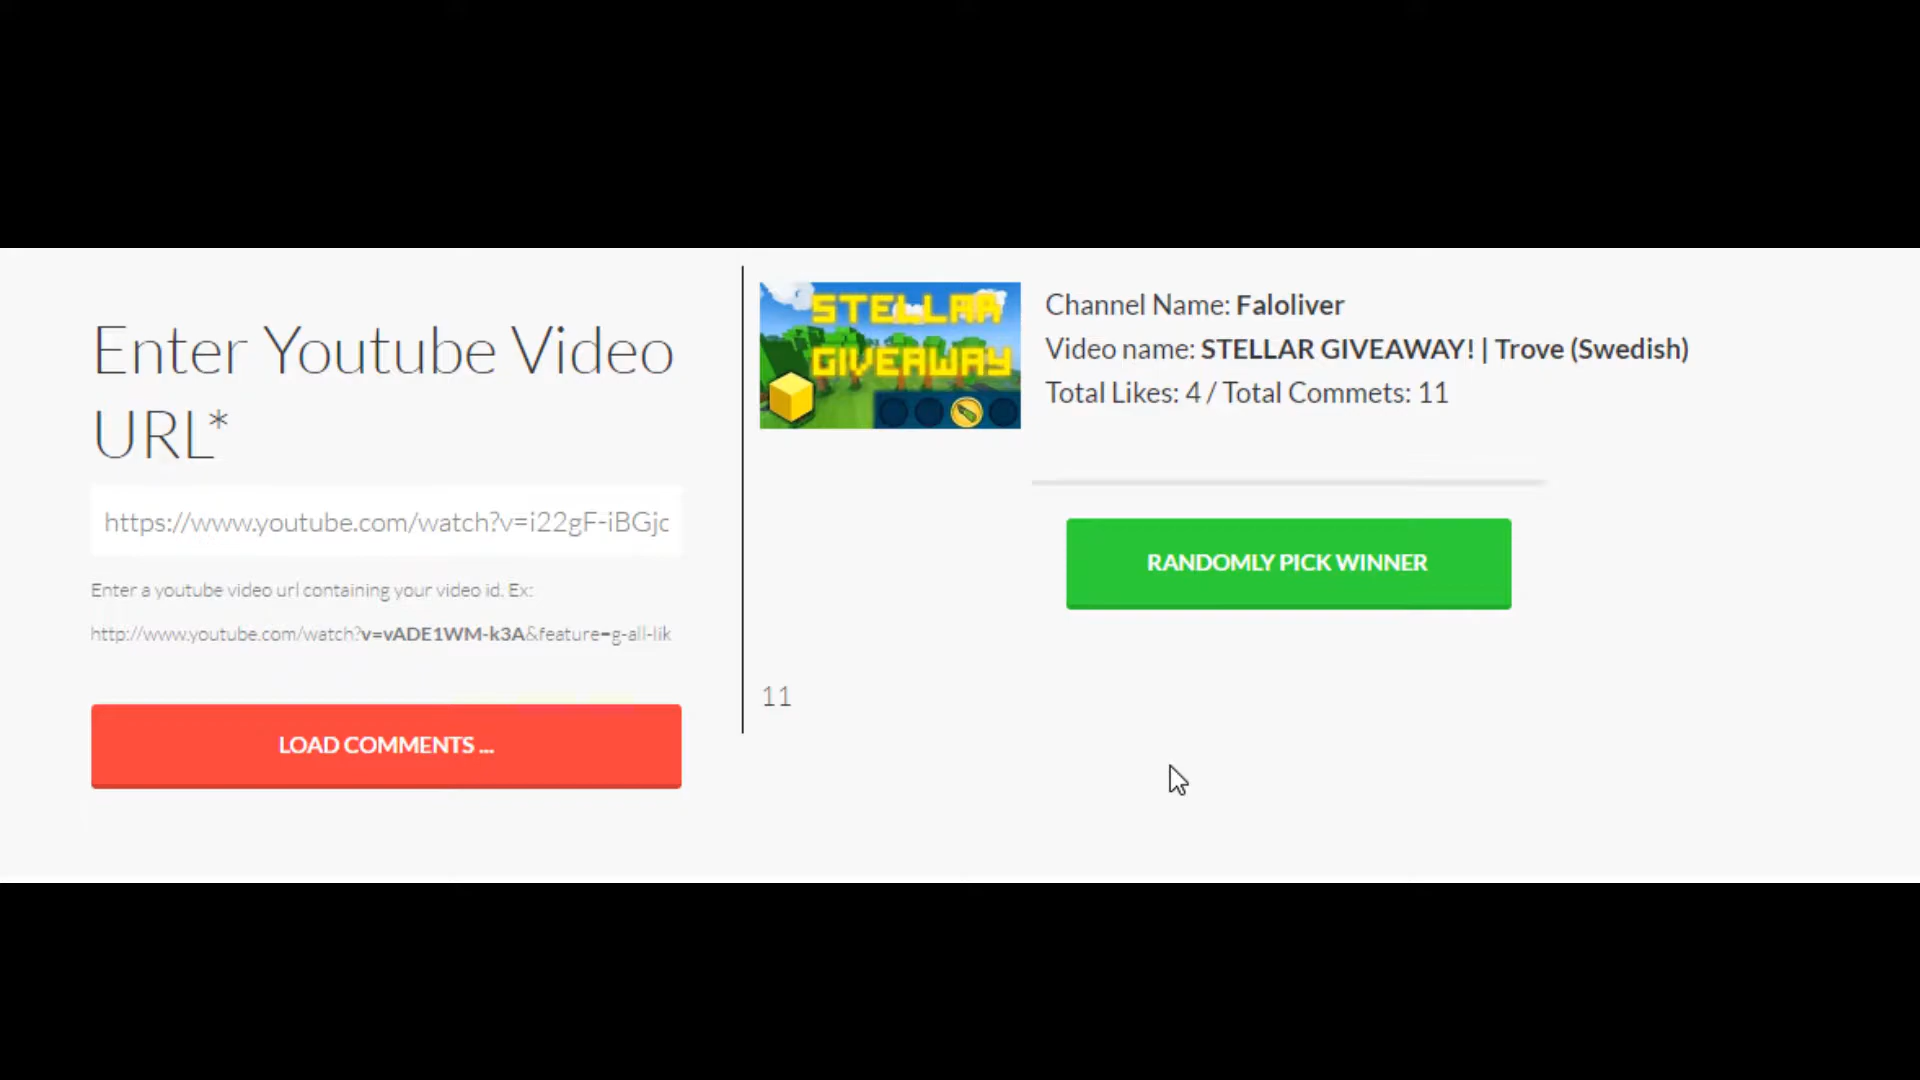 Enter Youtube Video
URL*
https://www.youtube.com/watch?v=i22gF-iBGjc
Enter a youtube video url containing your video id. Ex:
http://www.youtube.com/watch?v=vADE1WM-k3A&feature=g-all-lik
LOAD COMMENTS ...
STELLAR
GIVEAWAY
Channel Name: Faloliver
Video name: STELLAR GIVEAWAY! | Trove (Swedish)
Total Likes: 4 / Total Commets: 11
RANDOMLY PICK WINNER
11